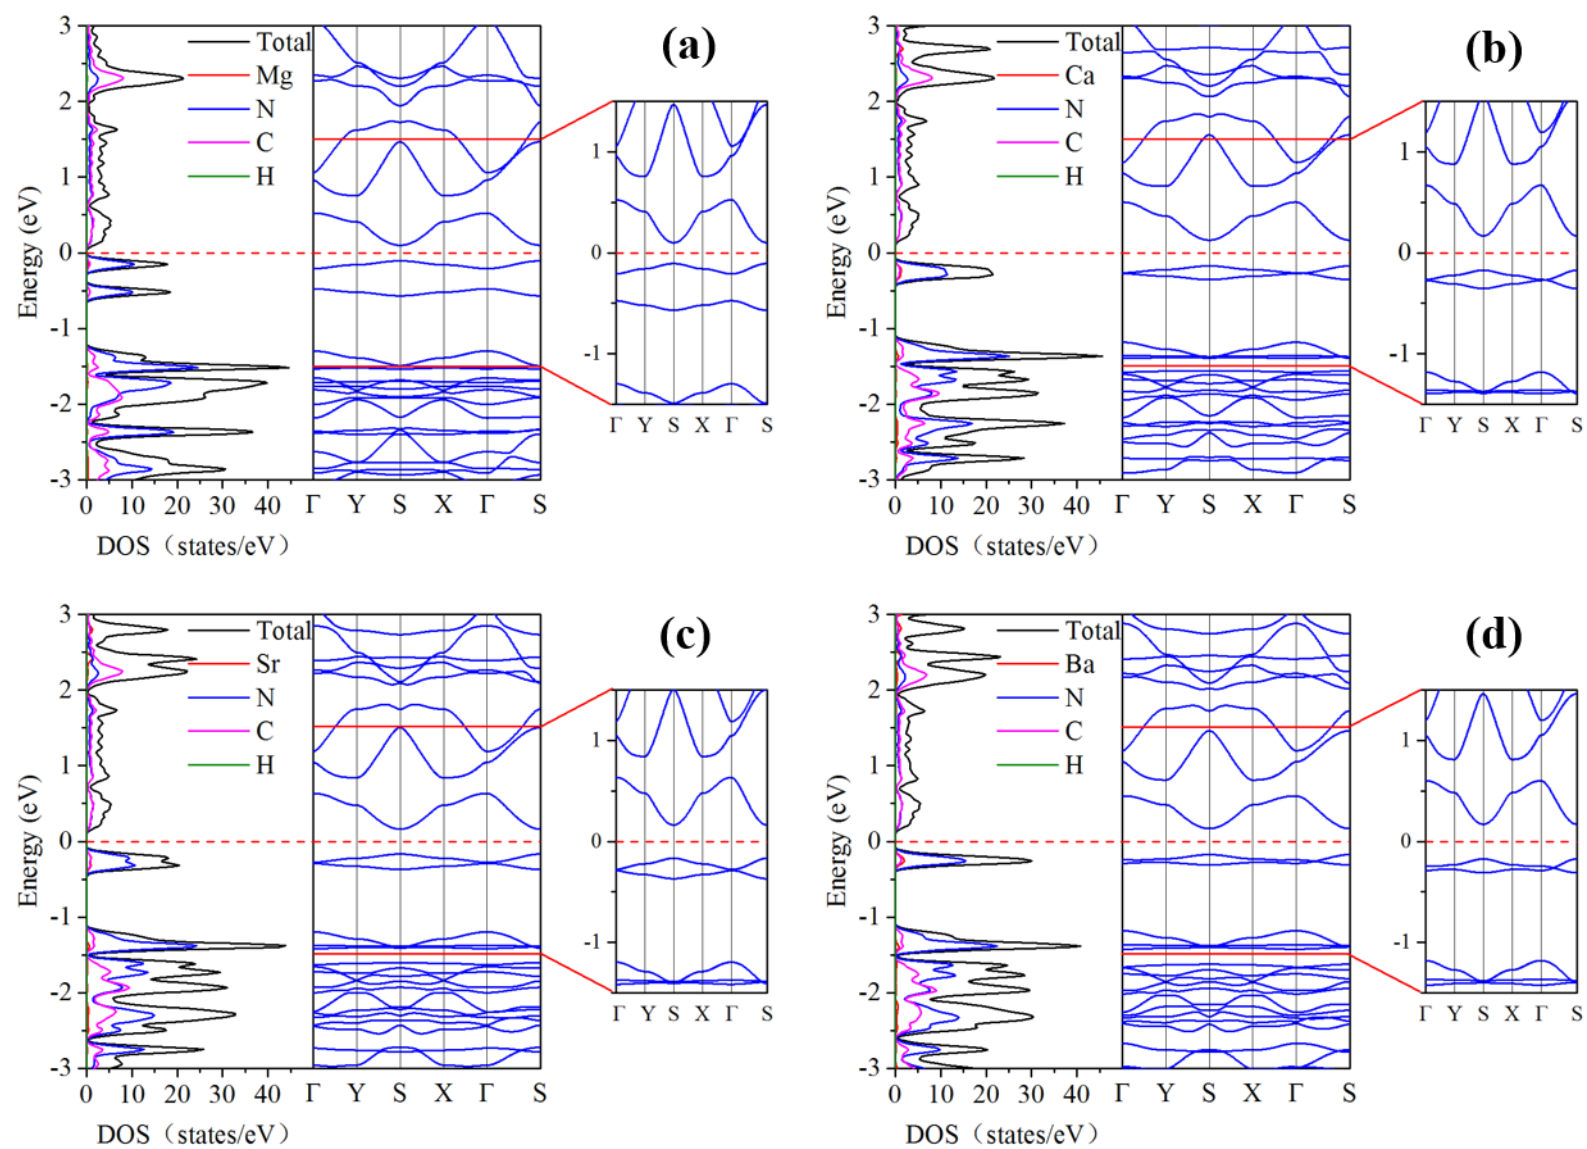 (a)
Energy (eV)
3
2
1
0
-1
-2
-3
Total
Mg
N
C
H
0 10 20 30 40
DOS（states/eV）
Γ Y S X Γ S
1
0
-1
Γ Y S X Γ S
(b)
Energy (eV)
3
2
1
0
-1
-2
-3
Total
Ca
N
C
H
0 10 20 30 40
DOS（states/eV）
Γ Y S X Γ S
1
0
-1
Γ Y S X Γ S
(c)
Energy (eV)
3
2
1
0
-1
-2
-3
Total
Sr
N
C
H
0 10 20 30 40
DOS（states/eV）
Γ Y S X Γ S
1
0
-1
Γ Y S X Γ S
(d)
Energy (eV)
3
2
1
0
-1
-2
-3
Total
Ba
N
C
H
0 10 20 30 40
DOS（states/eV）
Γ Y S X Γ S
1
0
-1
Γ Y S X Γ S